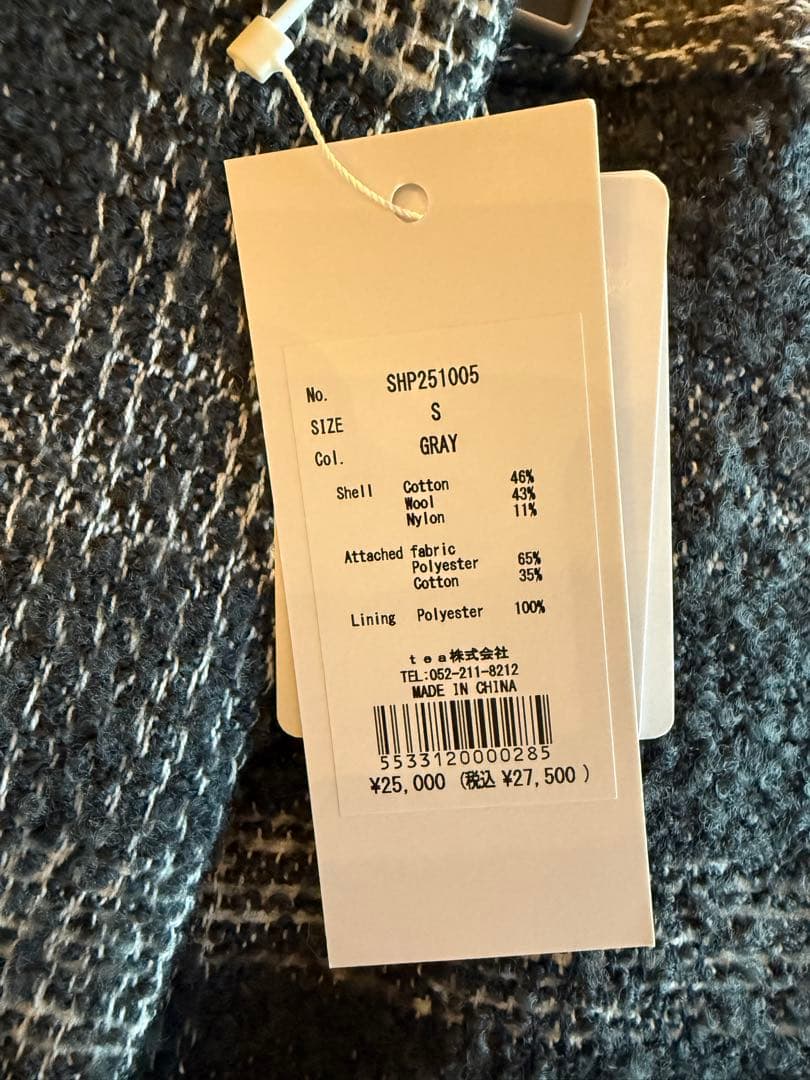 No. SHP251005
SIZE S
Col. GRAY
Shell Cotton 46%
Wool 43%
Nylon 11%
Attached fabric
Polyester 65%
Cotton 35%
Lining Polyester 100%
ｔｅａ株式会社
TEL:052-211-8212
MADE IN CHINA
5533120000285
¥25,000 (税込 ¥27,500 )